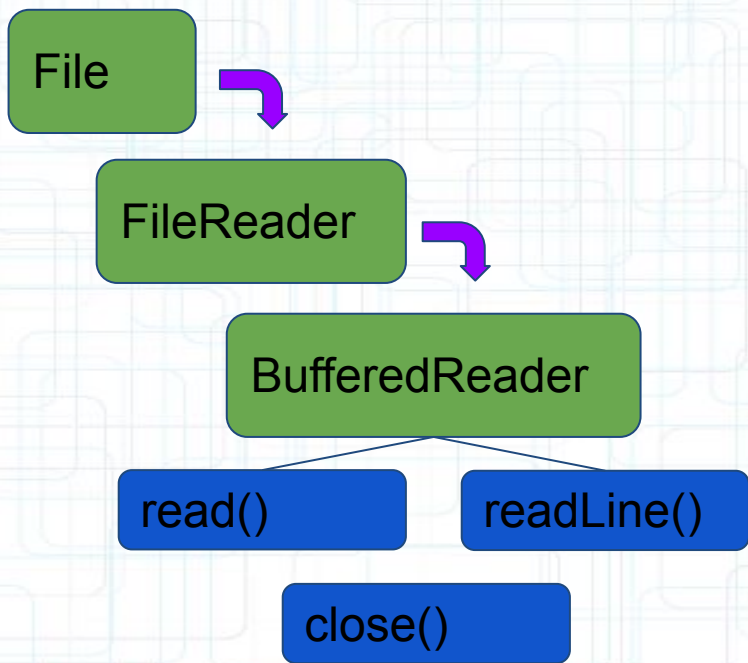 File
FileReader
BufferedReader
read()
readLine()
close()